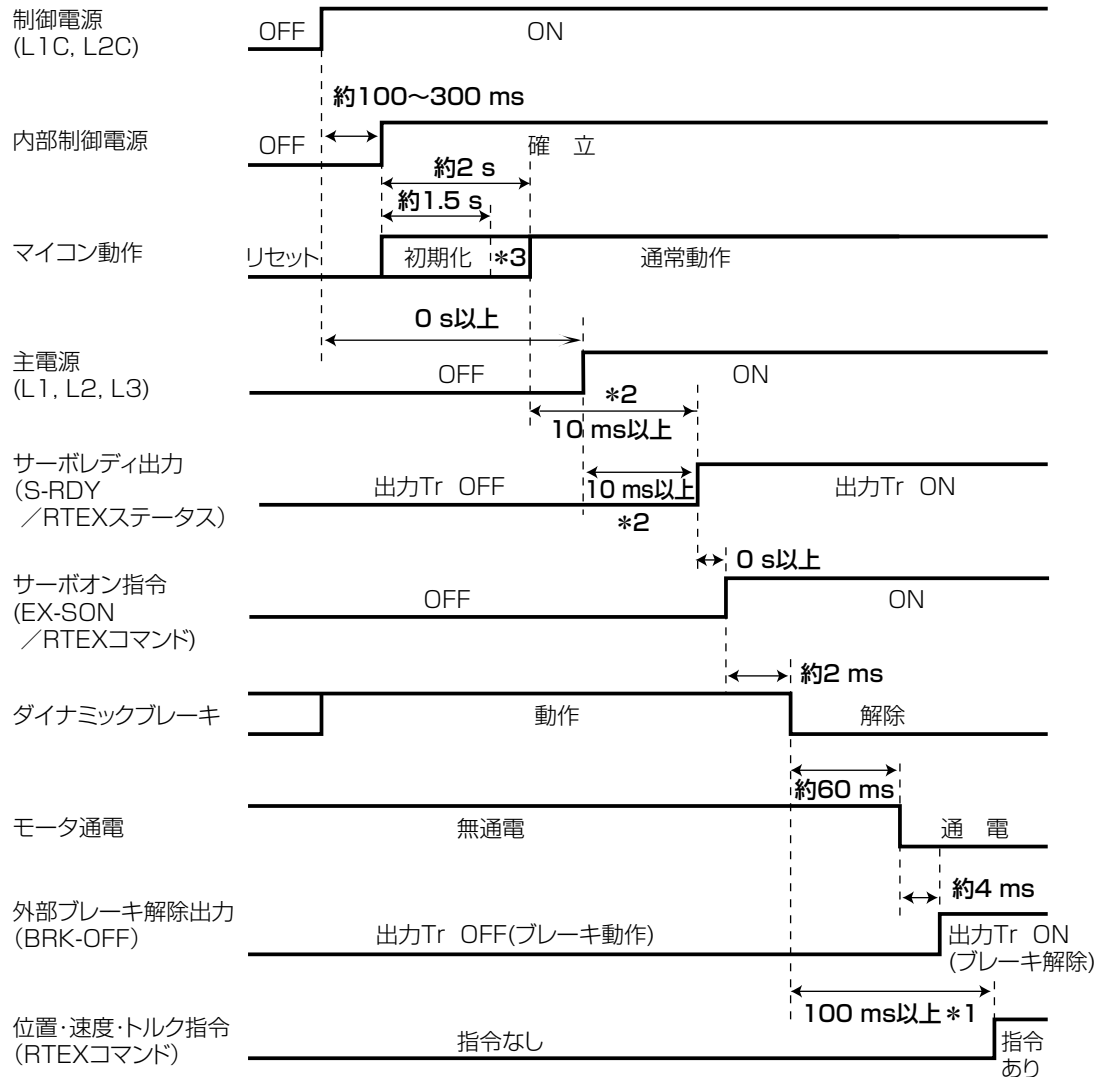 制御電源
(L1C, L2C)
OFF
ON
約100〜300 ms
内部制御電源
OFF
確 立
約2 s
約1.5 s
マイコン動作
リセット
初期化
*3
通常動作
0 s以上
主電源
(L1, L2, L3)
OFF
ON
*2
10 ms以上
サーボレディ出力
(S-RDY
／RTEXステータス)
出力Tr OFF
10 ms以上
出力Tr ON
*2
0 s以上
サーボオン指令
(EX-SON
／RTEXコマンド)
OFF
ON
約2 ms
ダイナミックブレーキ
動作
解除
約60 ms
モータ通電
無通電
通 電
約4 ms
外部ブレーキ解除出力
(BRK-OFF)
出力Tr OFF(ブレーキ動作)
出力Tr ON
(ブレーキ解除)
100 ms以上*1
位置・速度・トルク指令
(RTEXコマンド)
指令なし
指令
あり